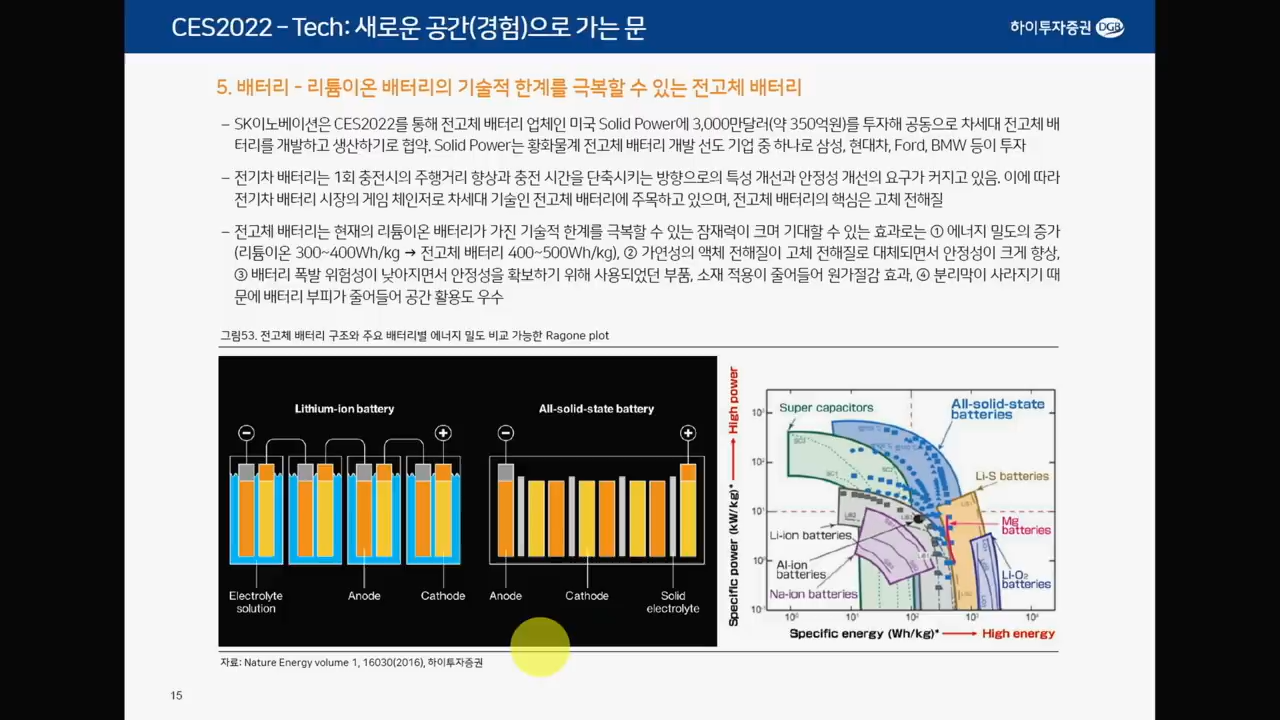 CES2022 – Tech: 새로운 공간(경험)으로 가는 문
하이투자증권 DGB
5. 배터리 - 리튬이온 배터리의 기술적 한계를 극복할 수 있는 전고체 배터리
– SK이노베이션은 CES2022를 통해 전고체 배터리 업체인 미국 Solid Power에 3,000만달러(약 350억원)를 투자해 공동으로 차세대 전고체 배
터리를 개발하고 생산하기로 협약. Solid Power는 황화물계 전고체 배터리 개발 선도 기업 중 하나로 삼성, 현대차, Ford, BMW 등이 투자
– 전기차 배터리는 1회 충전시의 주행거리 향상과 충전 시간을 단축시키는 방향으로의 특성 개선과 안정성 개선의 요구가 커지고 있음. 이에 따라
전기차 배터리 시장의 게임 체인저로 차세대 기술인 전고체 배터리에 주목하고 있으며, 전고체 배터리의 핵심은 고체 전해질
– 전고체 배터리는 현재의 리튬이온 배터리가 가진 기술적 한계를 극복할 수 있는 잠재력이 크며 기대할 수 있는 효과로는 ① 에너지 밀도의 증가
(리튬이온 300~400Wh/kg → 전고체 배터리 400~500Wh/kg), ② 가연성의 액체 전해질이 고체 전해질로 대체되면서 안정성이 크게 향상,
③ 배터리 폭발 위험성이 낮아지면서 안정성을 확보하기 위해 사용되었던 부품, 소재 적용이 줄어들어 원가절감 효과, ④ 분리막이 사라지기 때
문에 배터리 부피가 줄어들어 공간 활용도 우수
그림53. 전고체 배터리 구조와 주요 배터리별 에너지 밀도 비교 가능한 Ragone plot
Lithium-ion battery
All-solid-state battery
Electrolyte
solution
Anode
Cathode
Anode
Cathode
Solid
electrolyte
High power
Specific power (kW/kg)*
Super capacitors
All-solid-state
batteries
Li-S batteries
Mg
batteries
Li-ion batteries
Al-ion
batteries
Na-ion batteries
Li-O₂
batteries
10³
10²
10¹
10⁰
10⁻¹
10⁰ 10¹ 10² 10³ 10⁴
Specific energy (Wh/kg)* → High energy
자료: Nature Energy volume 1, 16030(2016), 하이투자증권
15